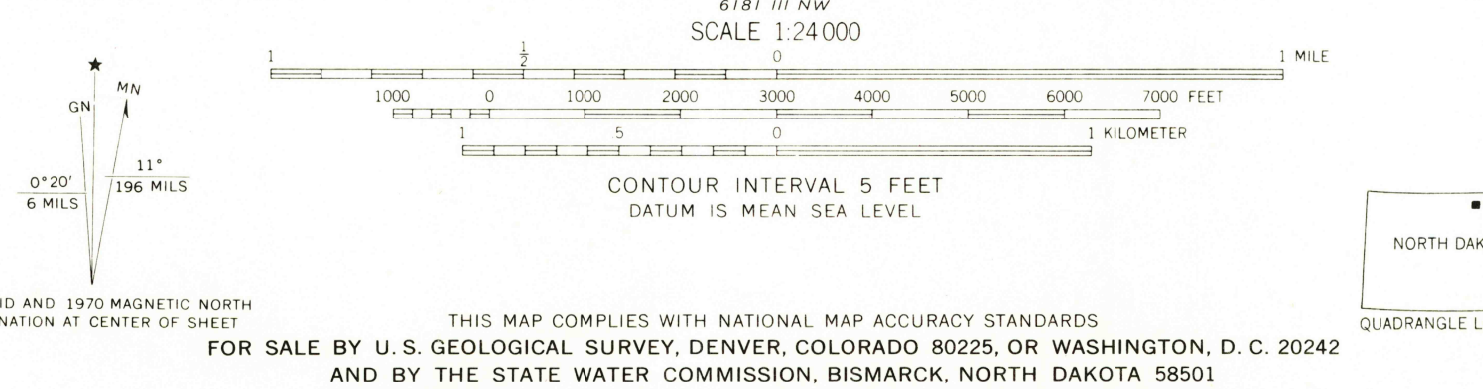 6181 III NW
SCALE 1:24 000
1 1/2 0 1 MILE
1000 0 1000 2000 3000 4000 5000 6000 7000 FEET
1 .5 0 1 KILOMETER
CONTOUR INTERVAL 5 FEET
DATUM IS MEAN SEA LEVEL
★
GN
MN
0°20'
6 MILS
11°
196 MILS
ID AND 1970 MAGNETIC NORTH
NATION AT CENTER OF SHEET
NORTH DAK
QUADRANGLE L
THIS MAP COMPLIES WITH NATIONAL MAP ACCURACY STANDARDS
FOR SALE BY U. S. GEOLOGICAL SURVEY, DENVER, COLORADO 80225, OR WASHINGTON, D. C. 20242
AND BY THE STATE WATER COMMISSION, BISMARCK, NORTH DAKOTA 58501